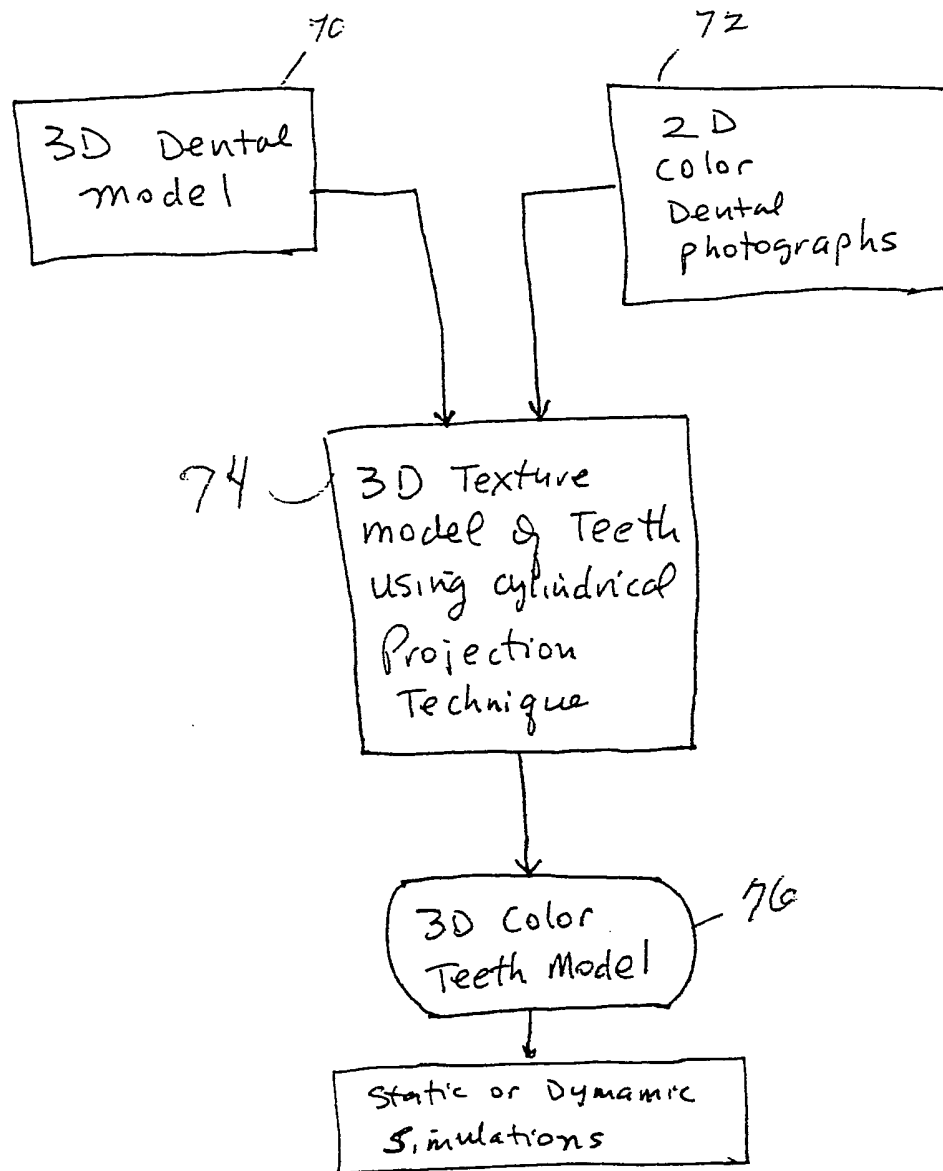 70
3D Dental
model
72
2D
Color
Dental
photographs
74
3D Texture
model of Teeth
using cylindrical
Projection
Technique
3D Color
Teeth Model
76
Static or Dymamic
Simulations